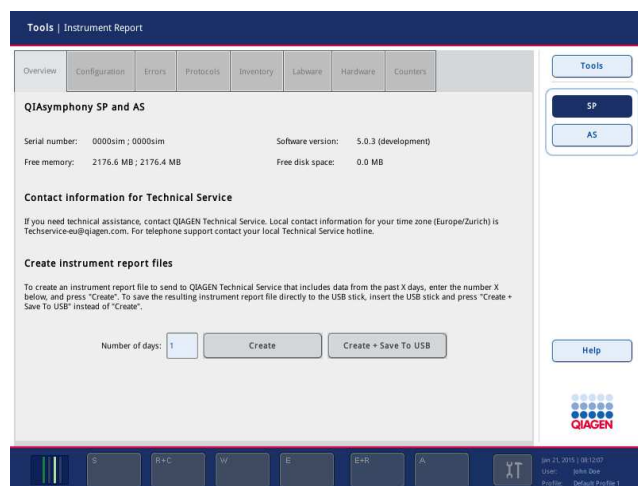 Tools | Instrument Report
Overview Configuration Errors Protocols Inventory Labware Hardware Counters
Tools
SP
AS
QIAsymphony SP and AS
Serial number: 0000sim ; 0000sim Software version: 5.0.3 (development)
Free memory: 2176.6 MB ; 2176.4 MB Free disk space: 0.0 MB
Contact information for Technical Service
If you need technical assistance, contact QIAGEN Technical Service. Local contact information for your time zone (Europe/Zurich) is
Techservice-eu@qiagen.com. For telephone support contact your local Technical Service hotline.
Create instrument report files
To create an instrument report file to send to QIAGEN Technical Service that includes data from the past X days, enter the number X
below, and press "Create". To save the resulting instrument report file directly to the USB stick, insert the USB stick and press "Create +
Save To USB" instead of "Create".
Number of days: 1 Create Create + Save To USB
Help
QIAGEN
S R+C W E E+R A
Jan 21, 2015 | 08:12:07
User: John Doe
Profile: Default Profile 1